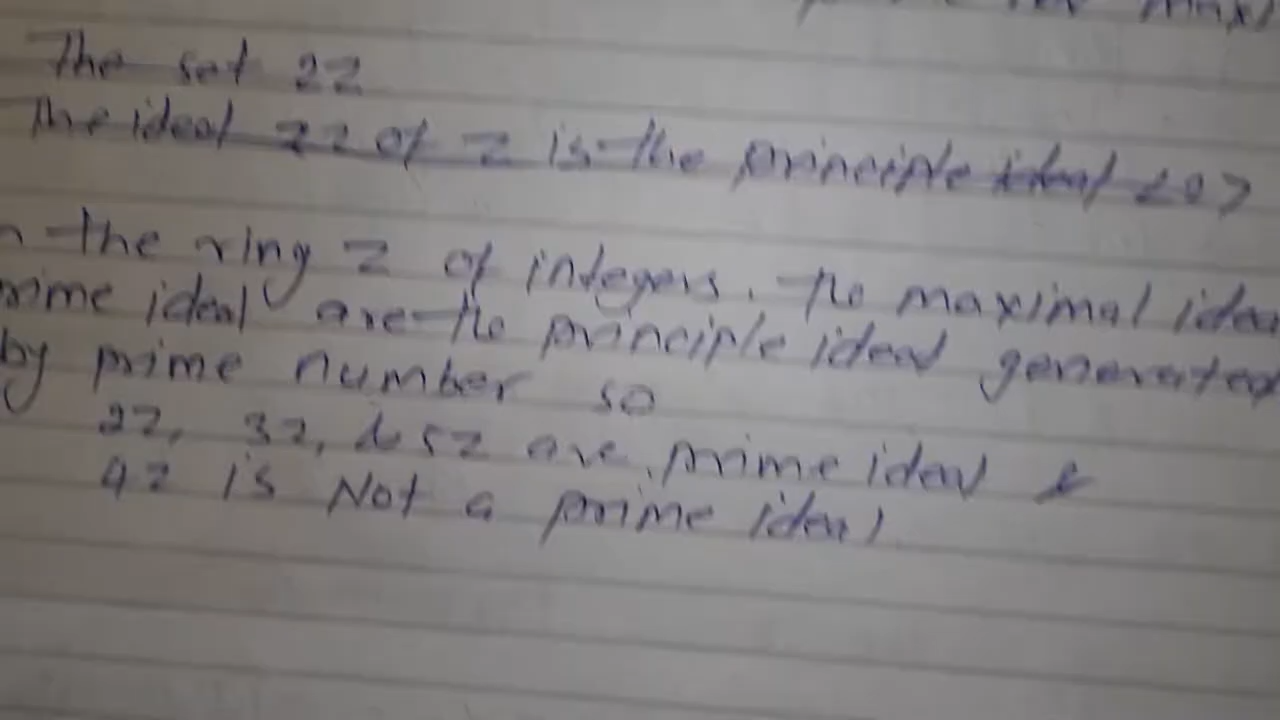 The set 2Z
The ideal 2Z of Z is the principle ideal <2>
the ring Z of integers. the maximal idea
rime ideal are the principle ideal generated
by prime number so
2Z, 3Z, & 5Z are prime ideal &
4Z is Not a prime ideal